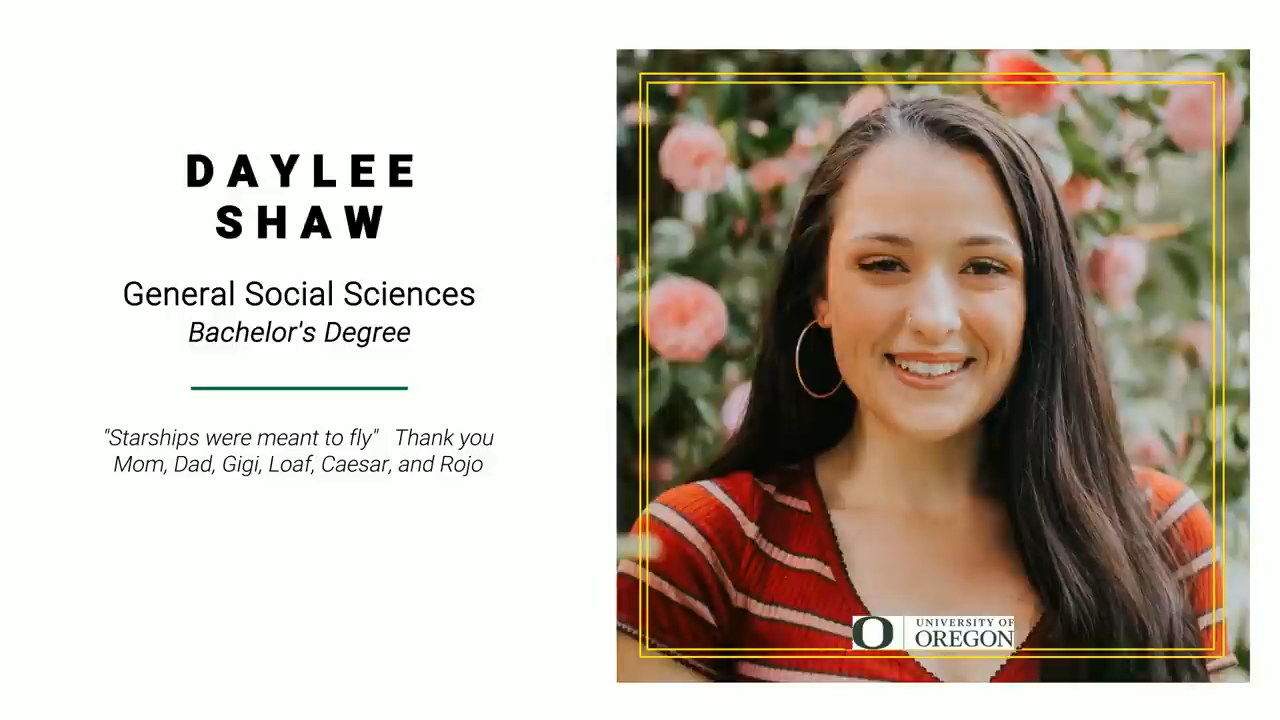 DAYLEE
SHAW
General Social Sciences
Bachelor's Degree
"Starships were meant to fly"   Thank you
Mom, Dad, Gigi, Loaf, Caesar, and Rojo
O
UNIVERSITY OF
OREGON